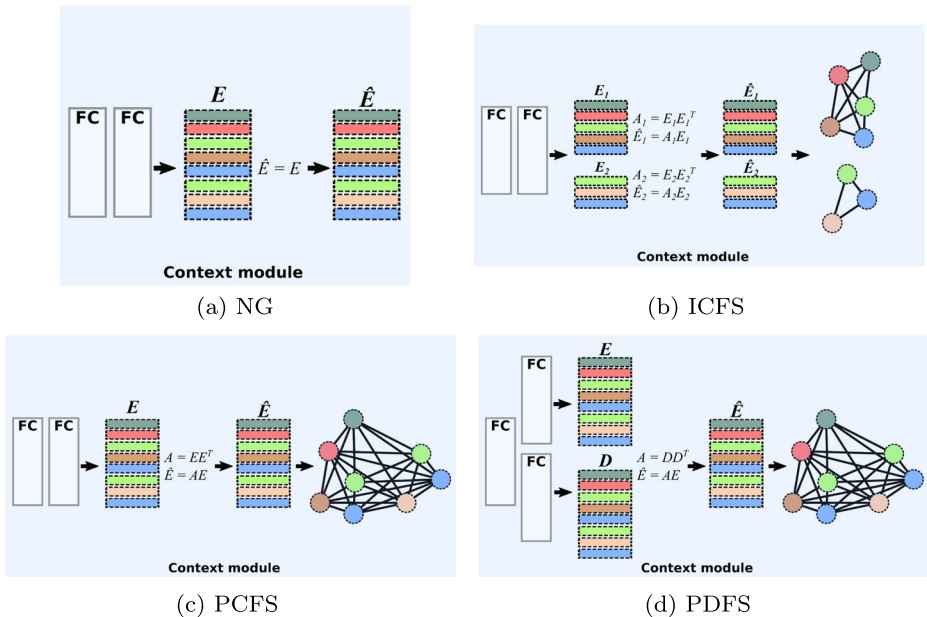 FC FC
E
Ê = E
Ê
Context module
(a) NG
FC FC
E₁
A₁ = E₁E₁ᵀ
Ê₁ = A₁E₁
E₂
A₂ = E₂E₂ᵀ
Ê₂ = A₂E₂
Ê₁
Ê₂
Context module
(b) ICFS
FC FC
E
A = EEᵀ
Ê = AE
Ê
Context module
(c) PCFS
FC
FC
E
FC
D
A = DDᵀ
Ê = AE
Ê
Context module
(d) PDFS